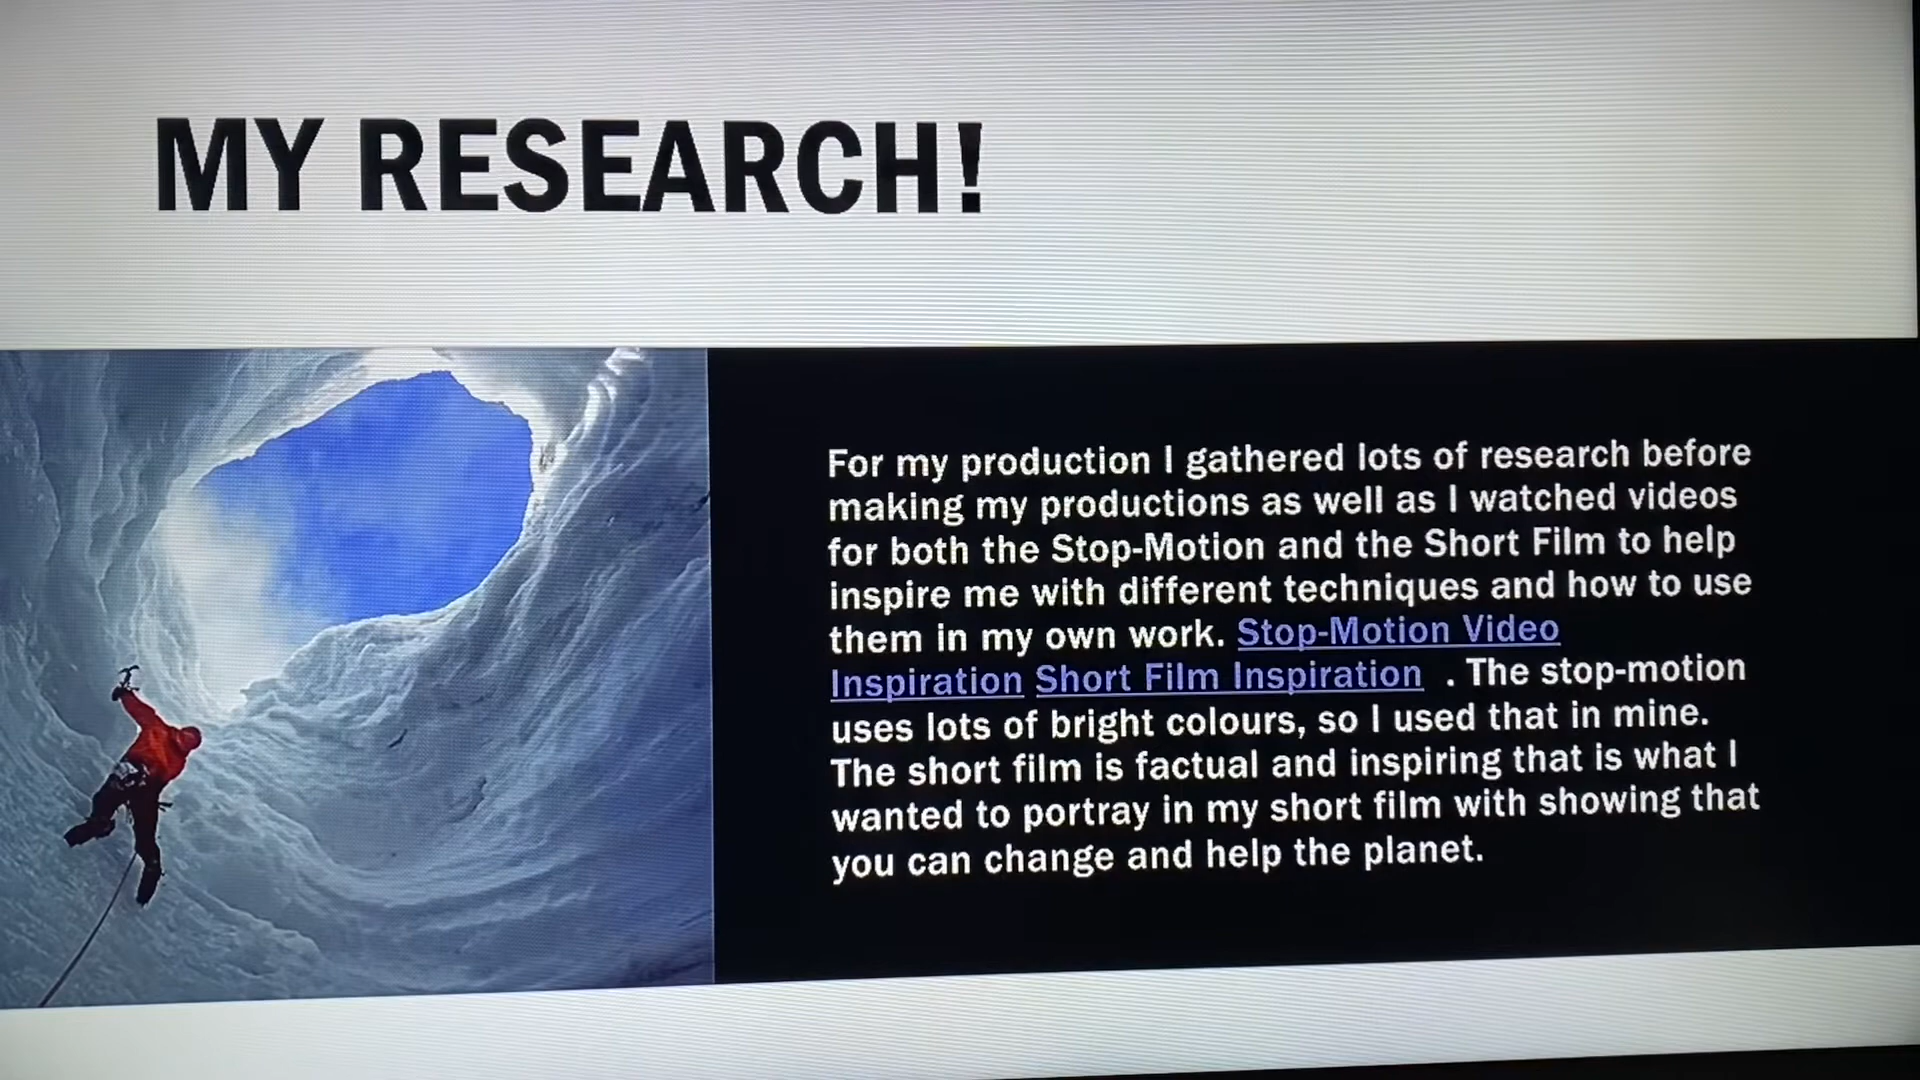 MY RESEARCH!
For my production I gathered lots of research before
making my productions as well as I watched videos
for both the Stop-Motion and the Short Film to help
inspire me with different techniques and how to use
them in my own work. Stop-Motion Video
Inspiration Short Film Inspiration . The stop-motion
uses lots of bright colours, so I used that in mine.
The short film is factual and inspiring that is what I
wanted to portray in my short film with showing that
you can change and help the planet.